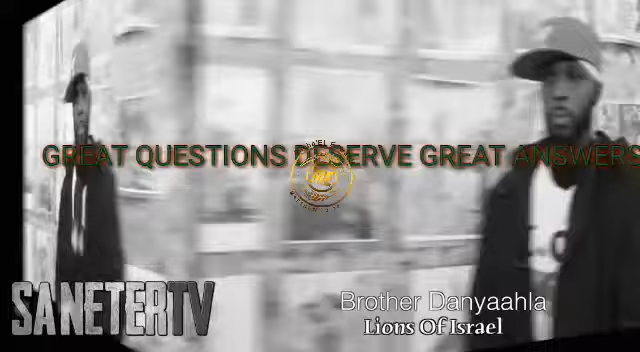 GREAT QUESTIONS DESERVE GREAT ANSWERS
SANETERTV
Brother Danyaahla
Lions Of Israel